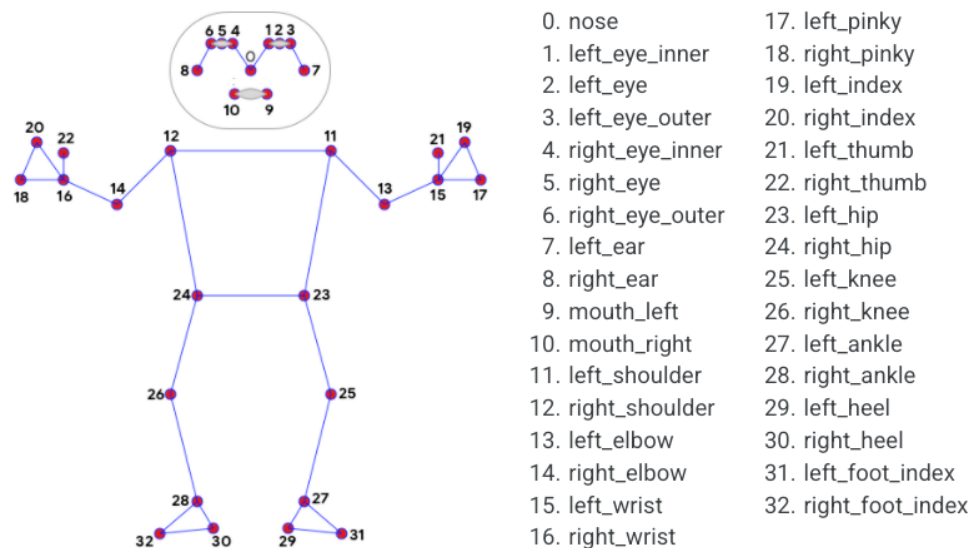 6 5 4 1 2 3
0
8 7
10 9
20 22 12 11 21 19
18 16 14 13 15 17
24 23
26 25
28 27
32 30 29 31
0. nose
1. left_eye_inner
2. left_eye
3. left_eye_outer
4. right_eye_inner
5. right_eye
6. right_eye_outer
7. left_ear
8. right_ear
9. mouth_left
10. mouth_right
11. left_shoulder
12. right_shoulder
13. left_elbow
14. right_elbow
15. left_wrist
16. right_wrist
17. left_pinky
18. right_pinky
19. left_index
20. right_index
21. left_thumb
22. right_thumb
23. left_hip
24. right_hip
25. left_knee
26. right_knee
27. left_ankle
28. right_ankle
29. left_heel
30. right_heel
31. left_foot_index
32. right_foot_index